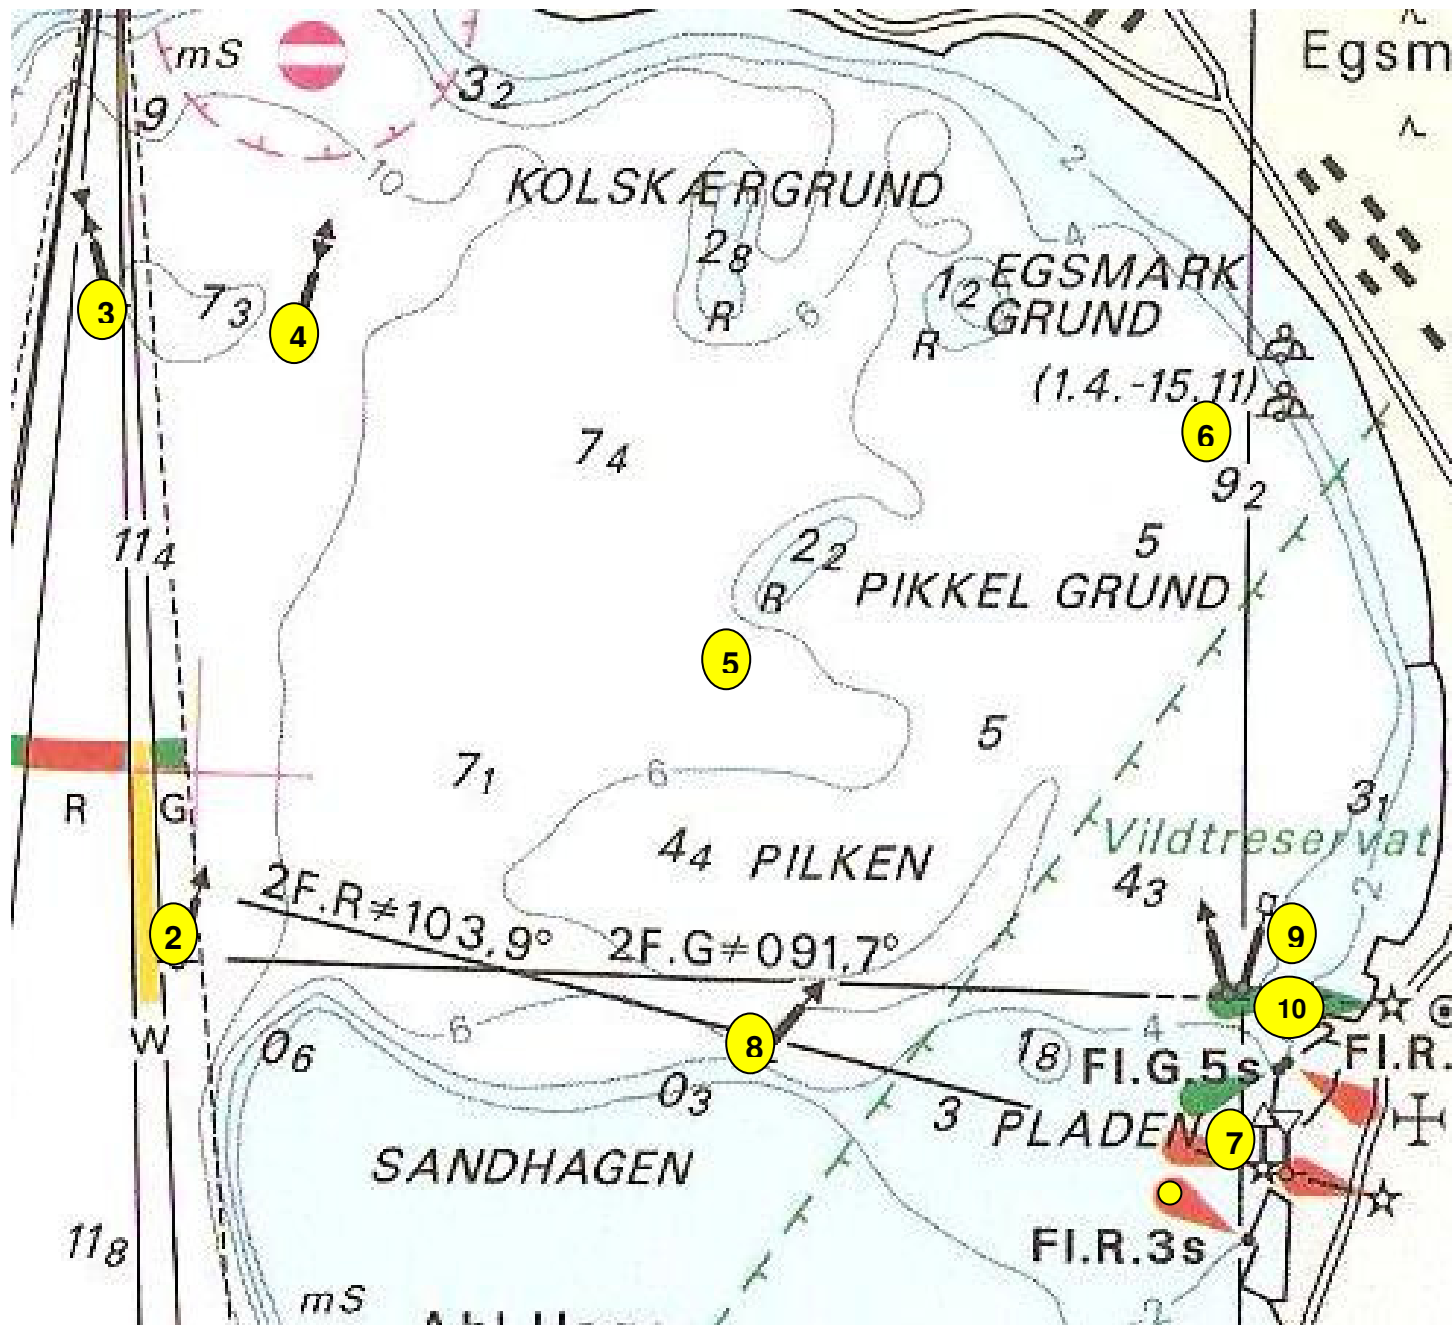 mS
Egsm
3₂
9
10
2
KOLSKÆRGRUND
4
2₈
7₃
3
4
R
6
1₂ EGSMARK
GRUND
R
(1.4.-15.11)
6
7₄
9₂
11₄
2₂
5
R
PIKKEL GRUND
5
5
7₁
6
R
G
3₁
Vildtreservat
4₄ PILKEN
4₃
2
2F.R≠103,9°
2F.G≠091,7°
2
9
10
W
6
8
4
0₆
1₈
Fl.G.5s
2
Fl.R.
0₃
3
PLADEN
7
SANDHAGEN
11₈
Fl.R.3s
mS
2